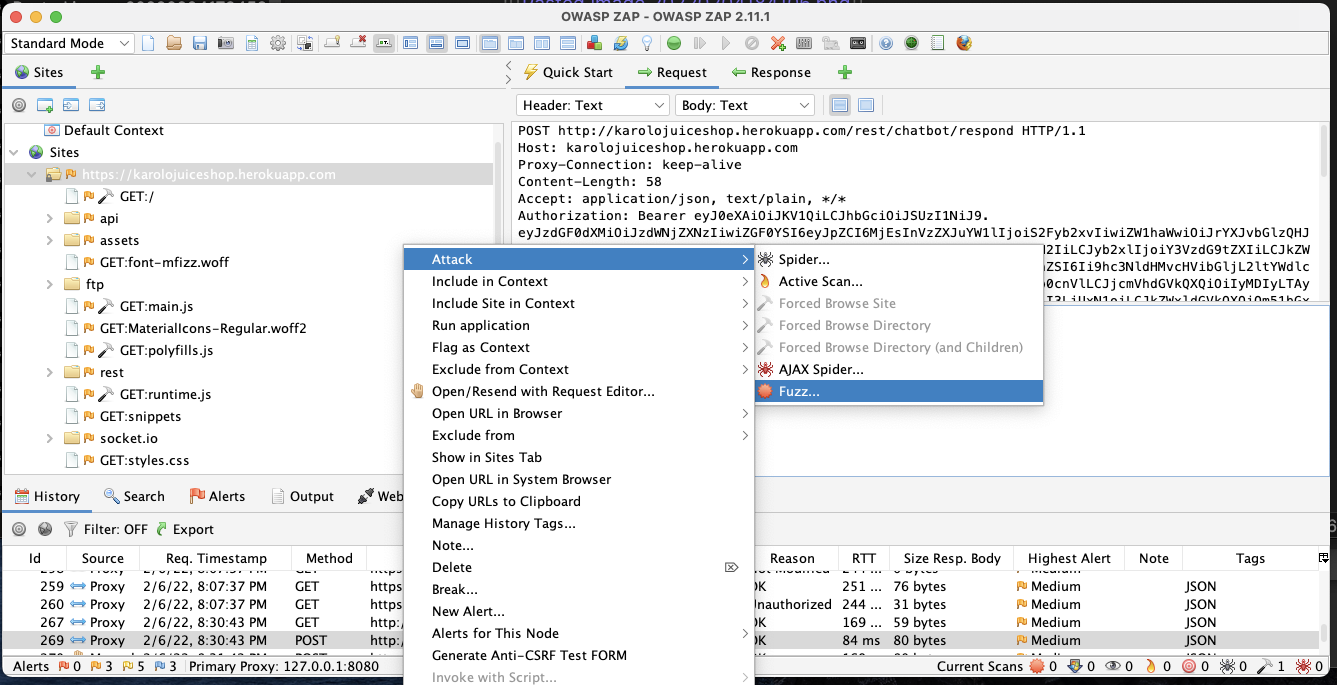 OWASP ZAP - OWASP ZAP 2.11.1
Standard Mode
Sites
Quick Start
Request
Response
Header: Text
Body: Text
Default Context
Sites
https://karolojuiceshop.herokuapp.com
GET:/
api
assets
GET:font-mfizz.woff
ftp
GET:main.js
GET:MaterialIcons-Regular.woff2
GET:polyfills.js
rest
GET:runtime.js
GET:snippets
socket.io
GET:styles.css
POST http://karolojuiceshop.herokuapp.com/rest/chatbot/respond HTTP/1.1
Host: karolojuiceshop.herokuapp.com
Proxy-Connection: keep-alive
Content-Length: 58
Accept: application/json, text/plain, */*
Authorization: Bearer eyJ0eXAiOiJKV1QiLCJhbGciOiJSUzI1NiJ9.
eyJzdGF0dXMiOiJzdWNjZXNzIiwiZGF0YSI6eyJpZCI6MjEsInVzZXJuYW1lIjoiS2Fyb2xvIiwiZW1haWwiOiJrYXJvbGlzQHJ
Attack
Include in Context
Include Site in Context
Run application
Flag as Context
Exclude from Context
Open/Resend with Request Editor...
Open URL in Browser
Exclude from
Show in Sites Tab
Open URL in System Browser
Copy URLs to Clipboard
Manage History Tags...
Note...
Delete
Break...
New Alert...
Alerts for This Node
Generate Anti-CSRF Test FORM
Invoke with Script...
Spider...
Active Scan...
Forced Browse Site
Forced Browse Directory
Forced Browse Directory (and Children)
AJAX Spider...
Fuzz...
History
Search
Alerts
Output
Web
Filter: OFF
Export
Id Source Req. Timestamp Method Reason RTT Size Resp. Body Highest Alert Note Tags
259 Proxy 2/6/22, 8:07:37 PM GET https OK 251 ... 76 bytes Medium JSON
260 Proxy 2/6/22, 8:07:37 PM GET https Unauthorized 244 ... 31 bytes Medium JSON
267 Proxy 2/6/22, 8:30:43 PM GET http:/ OK 169 ... 59 bytes Medium JSON
269 Proxy 2/6/22, 8:30:43 PM POST http:/ OK 84 ms 80 bytes Medium JSON
Alerts 0 3 5 3 Primary Proxy: 127.0.0.1:8080 Current Scans 0 0 0 0 0 0 1 0